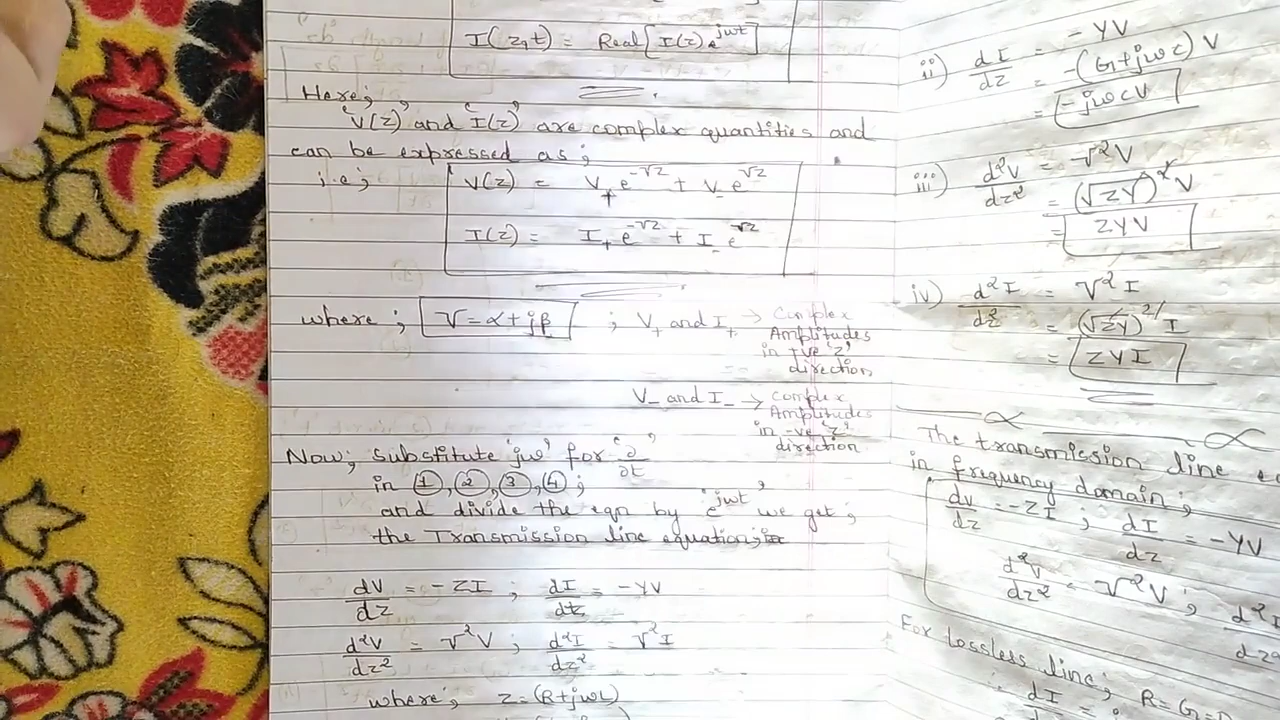 I(z,t) = Real[I(z) e^jωt]
Here;
'V(z)' and 'I(z)' are complex quantities and
can be expressed as;
i.e; V(z) = V₊ e^-γz + V₋ e^γz
I(z) = I₊ e^-γz + I₋ e^γz
where; γ = α + jβ ; V₊ and I₊ → Complex
Amplitudes
in +ve 'z'
direction
V₋ and I₋ → Complex
Amplitudes
in -ve 'z'
direction
Now; substitute 'jω' for '∂/∂t'
in ①, ②, ③, ④;
and divide the eqn by 'e^jωt' we get;
the Transmission line equation;
dV/dz = -ZI ; dI/dz = -YV
d²V/dz² = γ²V ; d²I/dz² = γ²I
where; Z = (R+jωL)
ii) dI/dz = -YV
= -(G+jωc) V
= -jωcV
iii) d²V/dz² = γ²V
= (√ZY)² V
= ZYV
iv) d²I/dz² = γ² I
= (√ZY)² I
= ZYI
The transmission line
in frequency domain;
dv/dz = -ZI ; dI/dz = -YV
d²V/dz² = γ²V ; d²I
For lossless line; R=G=
dI =